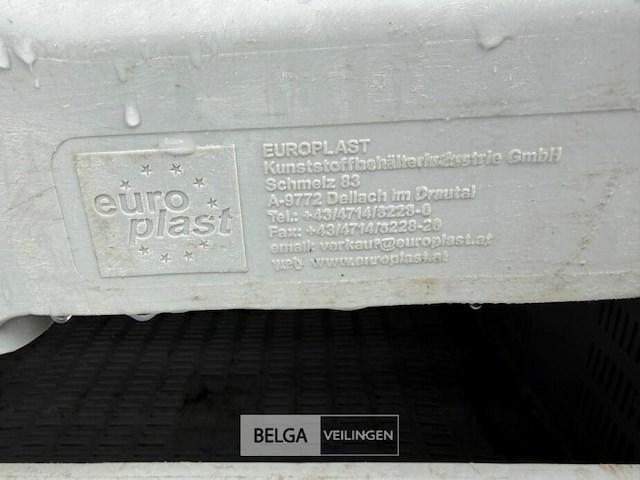 euro
plast
EUROPLAST
Kunststoffbehälterindustrie GmbH
Schmelz 83
A-9772 Dellach im Drautal
Tel.: +43/4714/8228-0
Fax: +43/4714/8228-20
email: verkauf@europlast.at
web: www.europlast.at
BELGA VEILINGEN